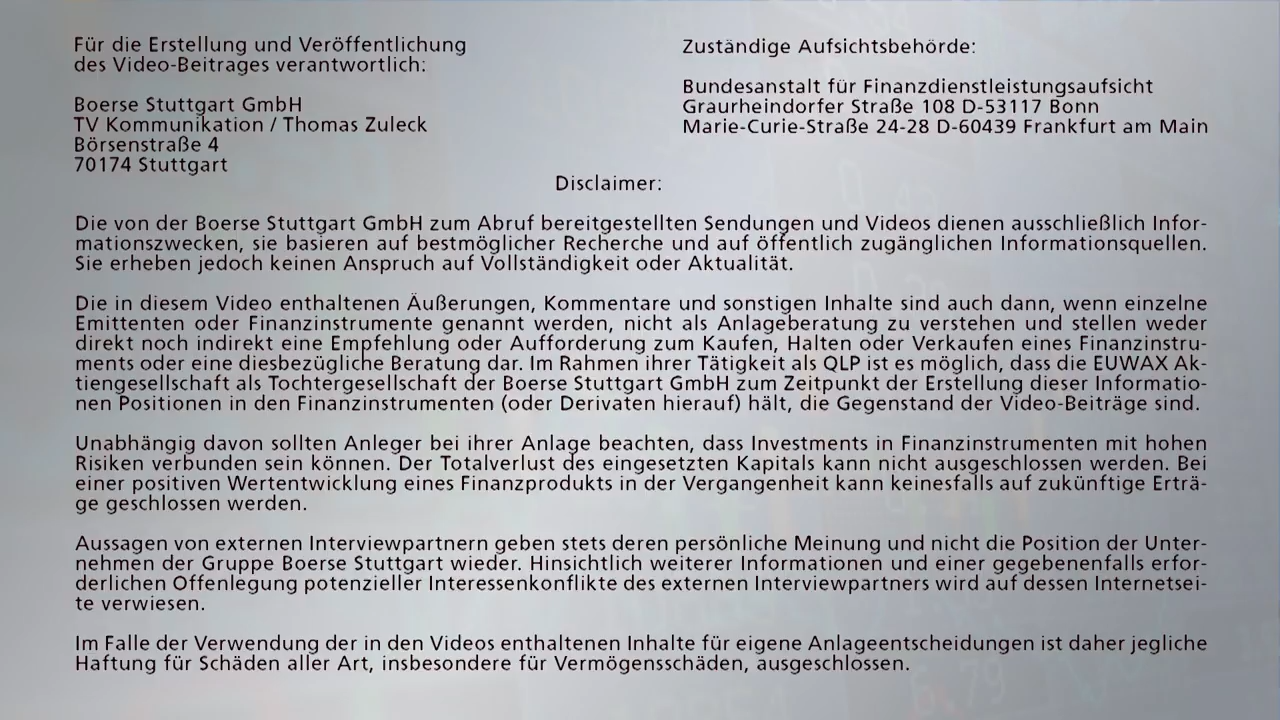 Für die Erstellung und Veröffentlichung
des Video-Beitrages verantwortlich:
Boerse Stuttgart GmbH
TV Kommunikation / Thomas Zuleck
Börsenstraße 4
70174 Stuttgart
Zuständige Aufsichtsbehörde:
Bundesanstalt für Finanzdienstleistungsaufsicht
Graurheindorfer Straße 108 D-53117 Bonn
Marie-Curie-Straße 24-28 D-60439 Frankfurt am Main
Disclaimer:
Die von der Boerse Stuttgart GmbH zum Abruf bereitgestellten Sendungen und Videos dienen ausschließlich Infor-
mationszwecken, sie basieren auf bestmöglicher Recherche und auf öffentlich zugänglichen Informationsquellen.
Sie erheben jedoch keinen Anspruch auf Vollständigkeit oder Aktualität.
Die in diesem Video enthaltenen Äußerungen, Kommentare und sonstigen Inhalte sind auch dann, wenn einzelne
Emittenten oder Finanzinstrumente genannt werden, nicht als Anlageberatung zu verstehen und stellen weder
direkt noch indirekt eine Empfehlung oder Aufforderung zum Kaufen, Halten oder Verkaufen eines Finanzinstru-
ments oder eine diesbezügliche Beratung dar. Im Rahmen ihrer Tätigkeit als QLP ist es möglich, dass die EUWAX Ak-
tiengesellschaft als Tochtergesellschaft der Boerse Stuttgart GmbH zum Zeitpunkt der Erstellung dieser Informatio-
nen Positionen in den Finanzinstrumenten (oder Derivaten hierauf) hält, die Gegenstand der Video-Beiträge sind.
Unabhängig davon sollten Anleger bei ihrer Anlage beachten, dass Investments in Finanzinstrumenten mit hohen
Risiken verbunden sein können. Der Totalverlust des eingesetzten Kapitals kann nicht ausgeschlossen werden. Bei
einer positiven Wertentwicklung eines Finanzprodukts in der Vergangenheit kann keinesfalls auf zukünftige Erträ-
ge geschlossen werden.
Aussagen von externen Interviewpartnern geben stets deren persönliche Meinung und nicht die Position der Unter-
nehmen der Gruppe Boerse Stuttgart wieder. Hinsichtlich weiterer Informationen und einer gegebenenfalls erfor-
derlichen Offenlegung potenzieller Interessenkonflikte des externen Interviewpartners wird auf dessen Internetsei-
te verwiesen.
Im Falle der Verwendung der in den Videos enthaltenen Inhalte für eigene Anlageentscheidungen ist daher jegliche
Haftung für Schäden aller Art, insbesondere für Vermögensschäden, ausgeschlossen.